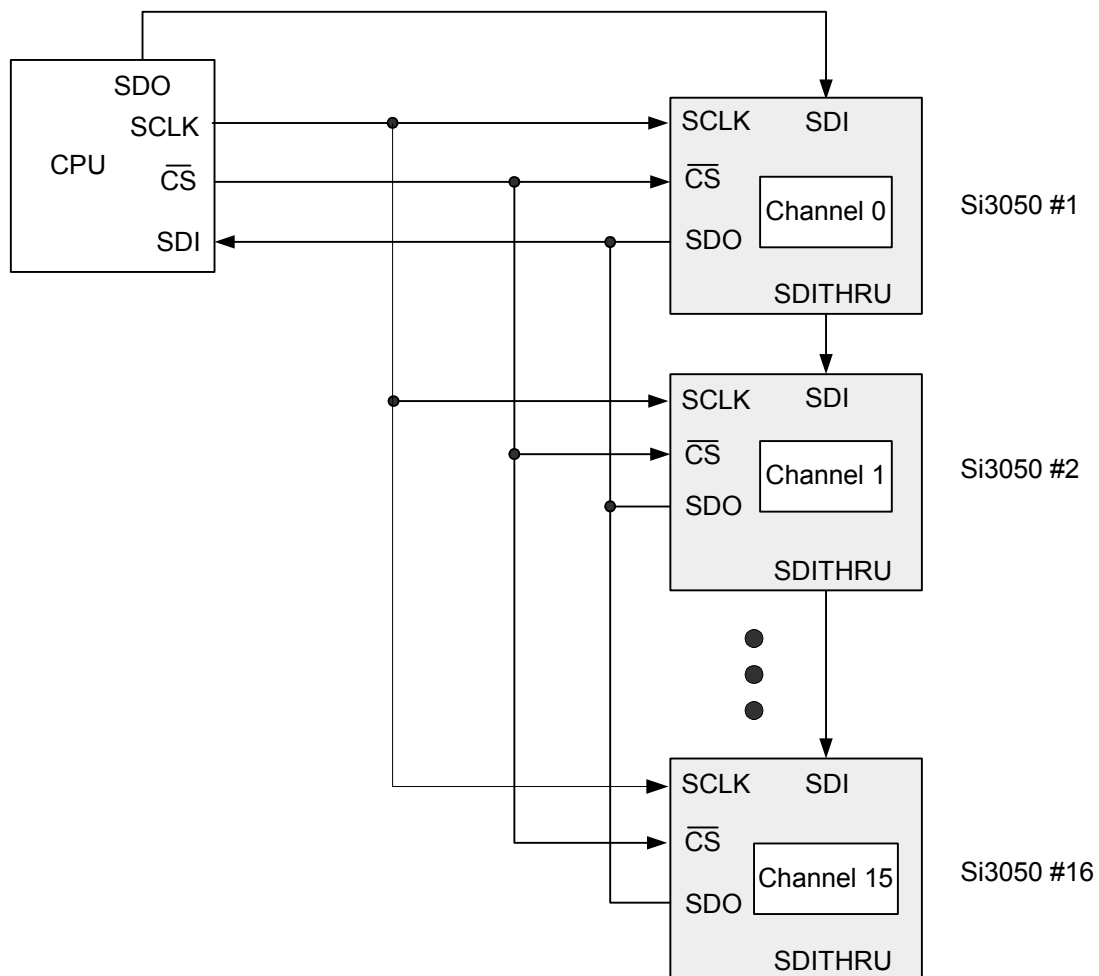 SDO
SCLK
CPU
CS
SDI
SCLK
SDI
CS
Channel 0
SDO
SDITHRU
Si3050 #1
SCLK
SDI
CS
Channel 1
SDO
SDITHRU
Si3050 #2
SCLK
SDI
CS
Channel 15
SDO
SDITHRU
Si3050 #16